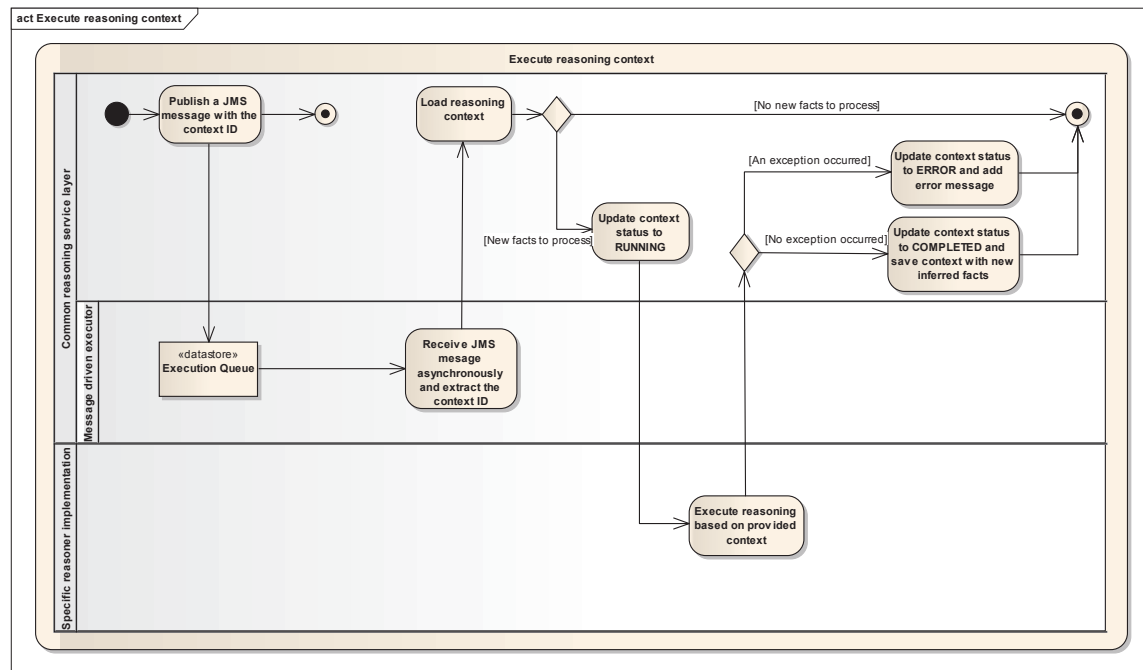 act Execute reasoning context
Execute reasoning context
Common reasoning service layer
Publish a JMS
message with the
context ID
Load reasoning
context
[No new facts to process]
[An exception occurred]
Update context status
to ERROR and add
error message
[New facts to process]
Update context
status to
RUNNING
[No exception occurred]
Update context status
to COMPLETED and
save context with new
inferred facts
Message driven executor
«datastore»
Execution Queue
Receive JMS
mesage
asynchronously
and extract the
context ID
Specific reasoner implementation
Execute reasoning
based on provided
context